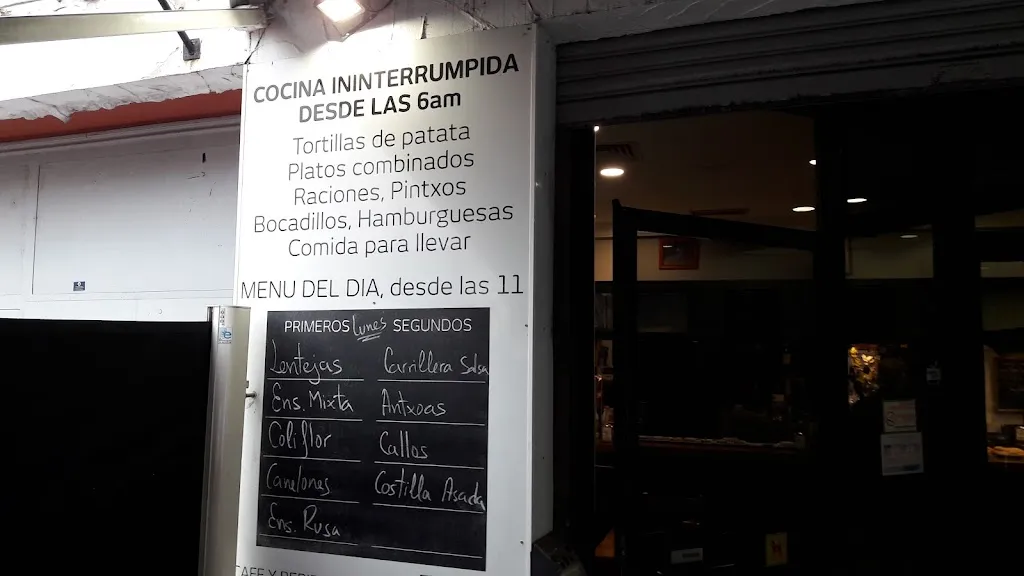 COCINA ININTERRUMPIDA
DESDE LAS 6am
Tortillas de patata
Platos combinados
Raciones, Pintxos
Bocadillos, Hamburguesas
Comida para llevar
MENU DEL DIA, desde las 11
PRIMEROS lunes SEGUNDOS
Lentejas Carrillera Salsa
Ens. Mixta Antxoas
Coliflor Callos
Canelones Costilla Asada
Ens. Rusa
CAFE Y